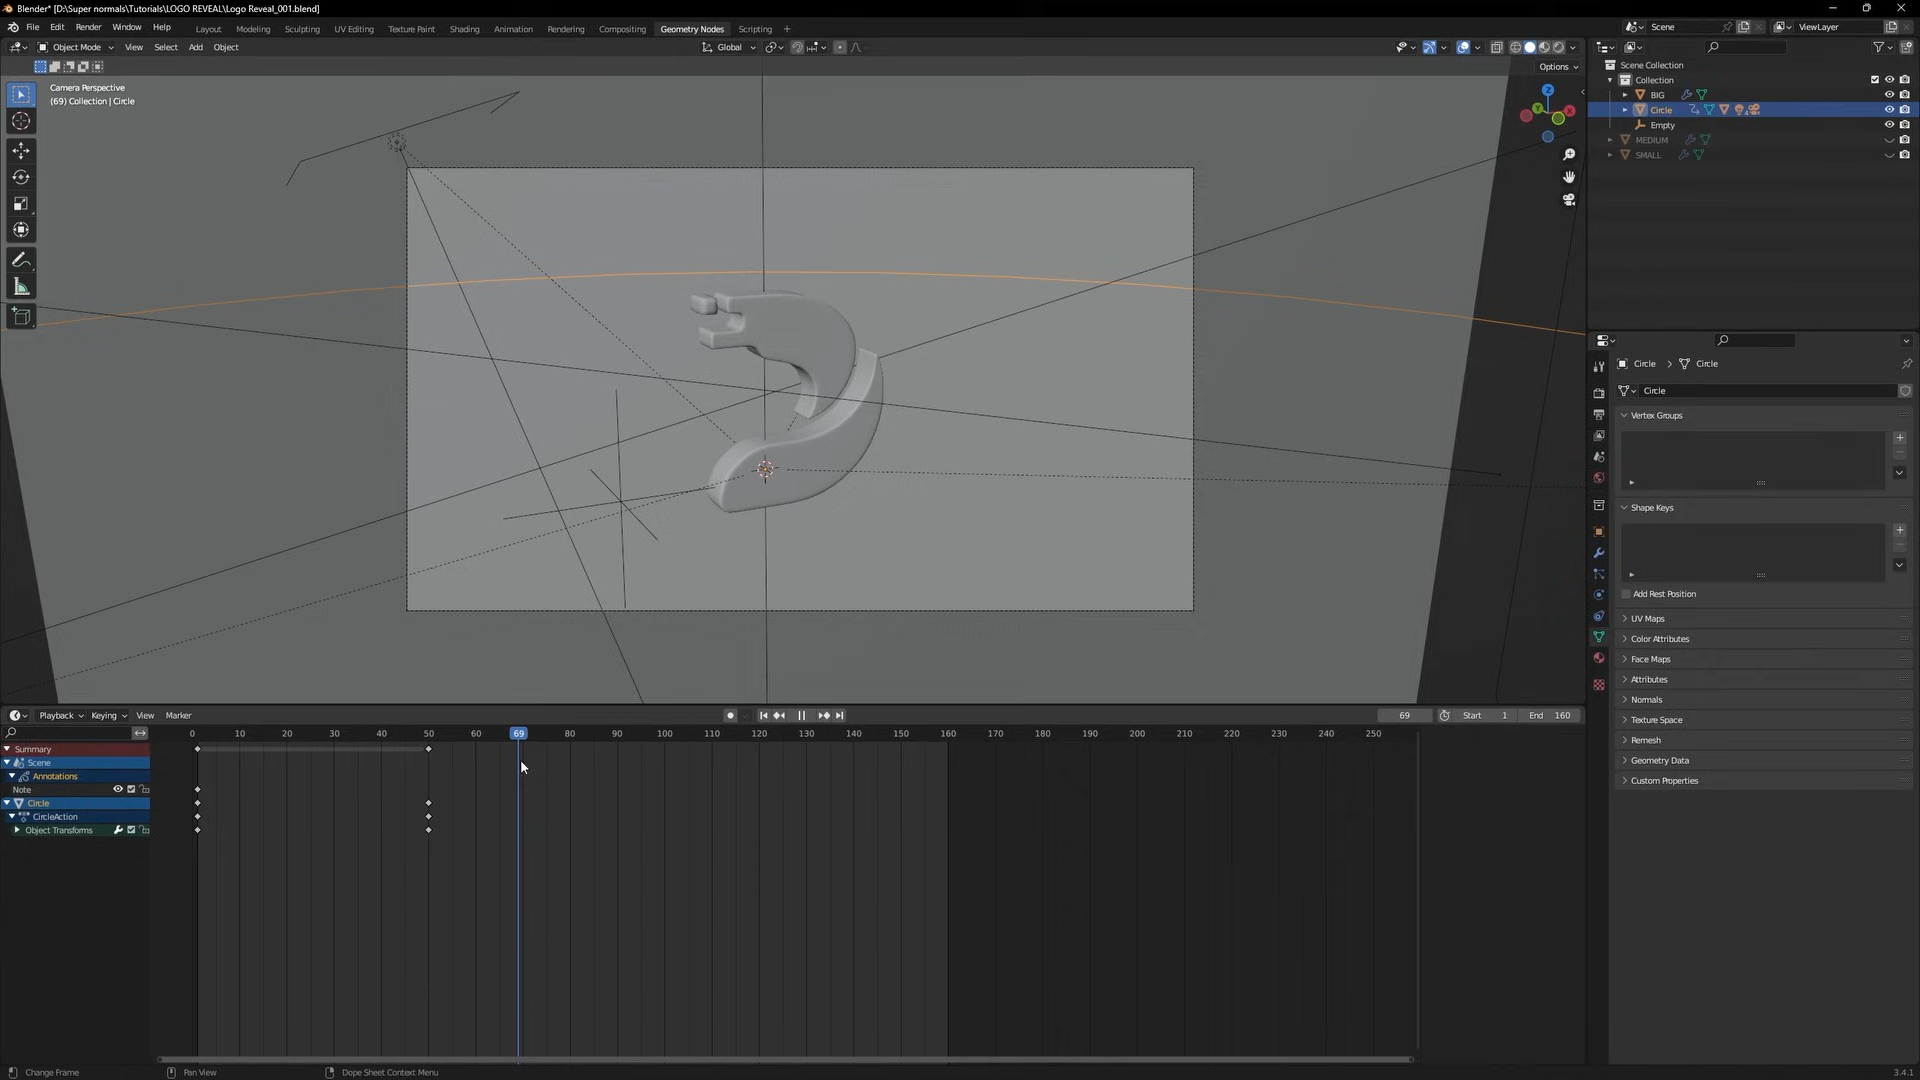 Blender* [D:\Super normals\Tutorials\LOGO REVEAL\Logo Reveal_001.blend]
File Edit Render Window Help Layout Modeling Sculpting UV Editing Texture Paint Shading Animation Rendering Compositing Geometry Nodes Scripting + Scene ViewLayer
Object Mode View Select Add Object Global
Options
Camera Perspective
(69) Collection | Circle
Z
Y
X
Scene Collection
Collection
BIG
Circle
Empty
MEDIUM
SMALL
Circle > Circle
Circle
Vertex Groups
Shape Keys
Add Rest Position
UV Maps
Color Attributes
Face Maps
Attributes
Normals
Texture Space
Remesh
Geometry Data
Custom Properties
Playback Keying View Marker 69 Start 1 End 160
0 10 20 30 40 50 60 69 80 90 100 110 120 130 140 150 160 170 180 190 200 210 220 230 240 250
Summary
Scene
Annotations
Note
Circle
CircleAction
Object Transforms
Change Frame Pan View Dope Sheet Context Menu 3.4.1